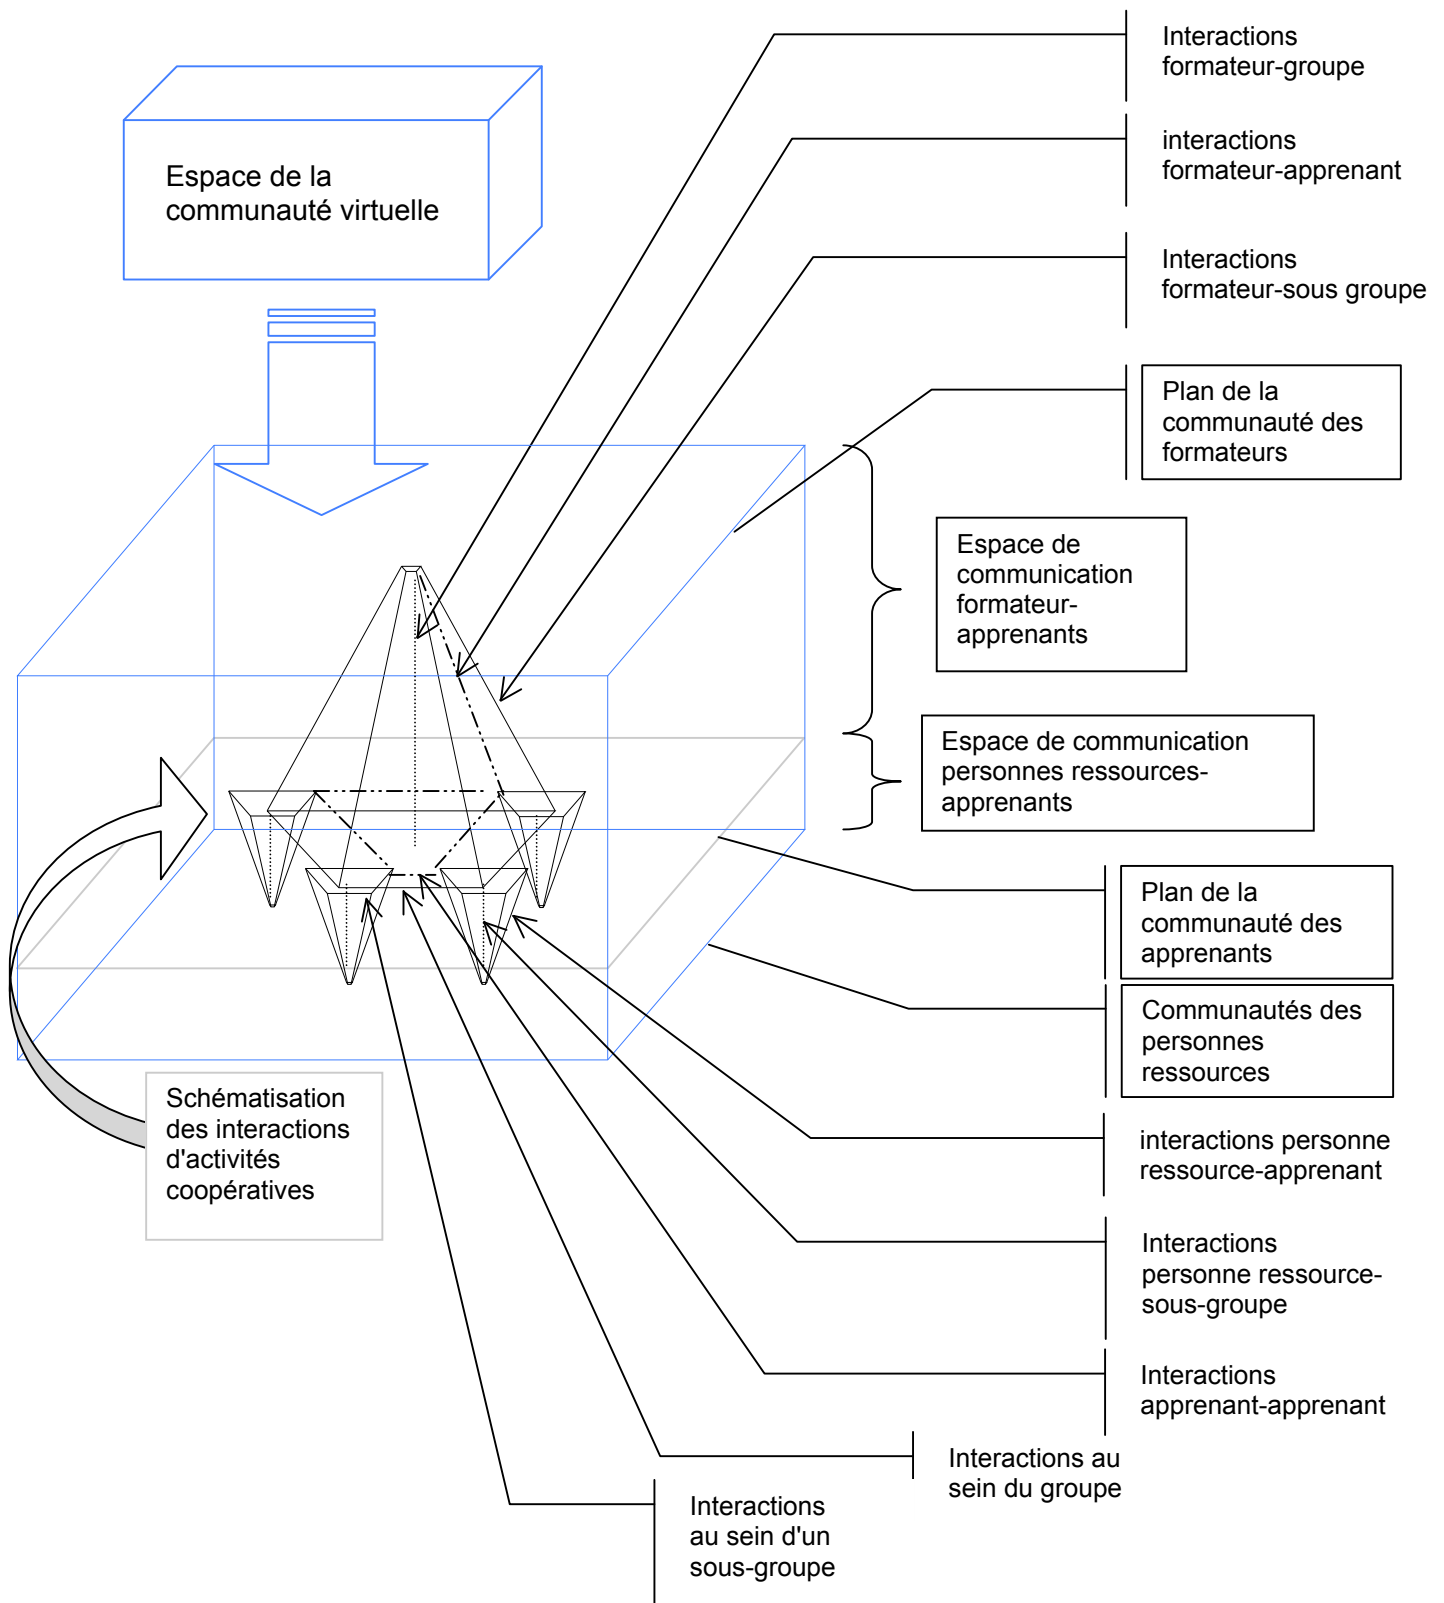 Interactions
formateur-groupe
Espace de la
communauté virtuelle
interactions
formateur-apprenant
Interactions
formateur-sous groupe
Plan de la
communauté des
formateurs
Espace de
communication
formateur-
apprenants
Espace de communication
personnes ressources-
apprenants
Plan de la
communauté des
apprenants
Communautés des
personnes
ressources
Schématisation
des interactions
d'activités
coopératives
interactions personne
ressource-apprenant
Interactions
personne ressource-
sous-groupe
Interactions
apprenant-apprenant
Interactions au
sein du groupe
Interactions
au sein d'un
sous-groupe